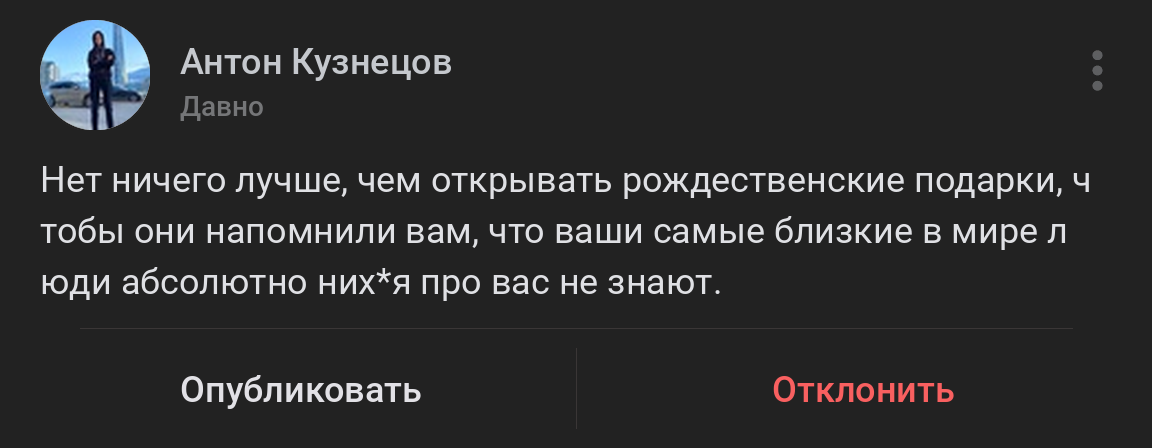 Антон Кузнецов
Давно
Нет ничего лучше, чем открывать рождественские подарки, ч
тобы они напомнили вам, что ваши самые близкие в мире л
юди абсолютно них*я про вас не знают.
Опубликовать
Отклонить